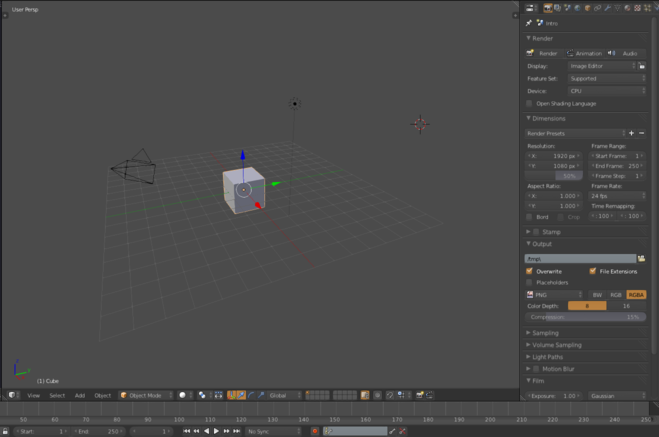 User Persp
Intro
Render
Render Animation Audio
Display: Image Editor
Feature Set: Supported
Device: CPU
Open Shading Language
Dimensions
Render Presets
Resolution: Frame Range:
X: 1920 px Start Frame: 1
Y: 1080 px End Frame: 250
50% Frame Step: 1
Aspect Ratio: Frame Rate:
X: 1.000 24 fps
Y: 1.000 Time Remapping:
Bord Crop :100 :100
Stamp
Output
/tmp\
Overwrite File Extensions
Placeholders
PNG BW RGB RGBA
Color Depth: 8 16
Compression: 15%
Sampling
Volume Sampling
Light Paths
Motion Blur
Film
Exposure: 1.00 Gaussian
(1) Cube
View Select Add Object Object Mode Global
50 60 70 80 90 100 110 120 130 140 150 160 170 180 190 200 210 220 230 240 250
Start: 1 End: 250 1 No Sync